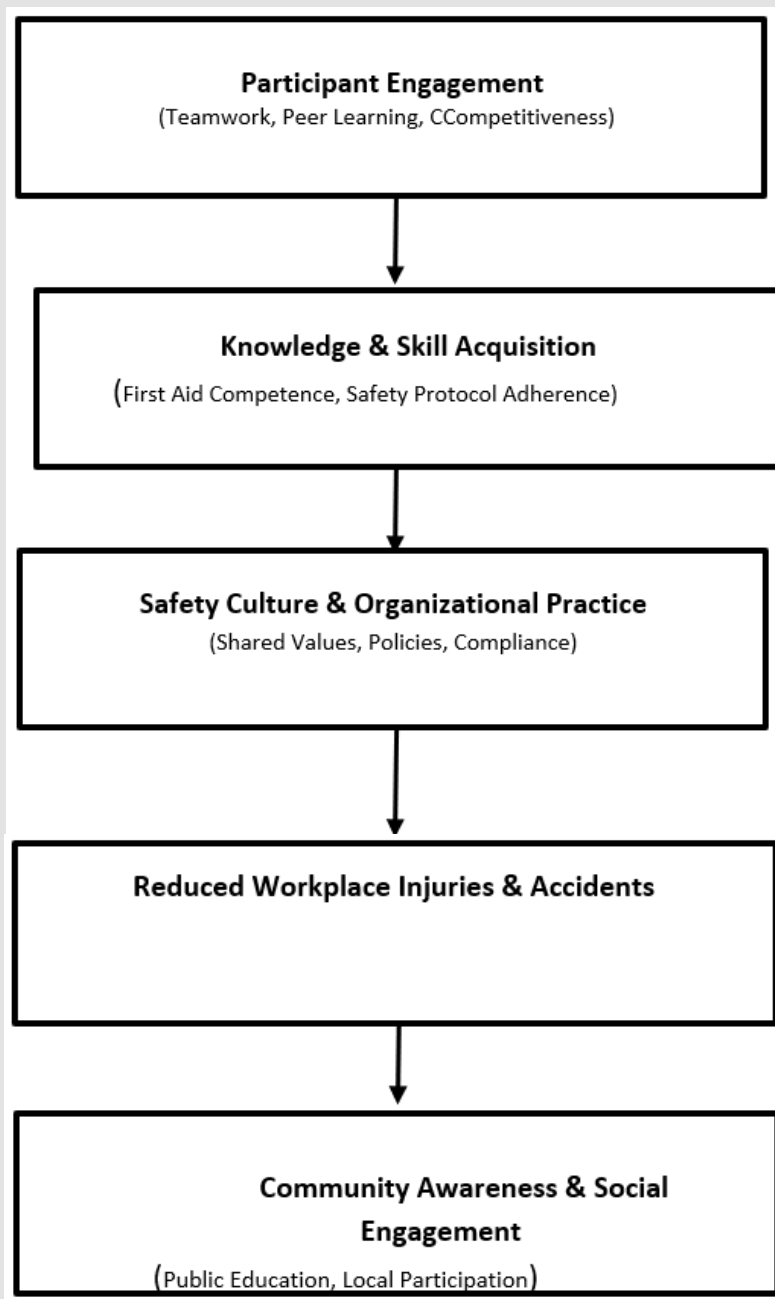 Participant Engagement
(Teamwork, Peer Learning, CCompetitiveness)
Knowledge & Skill Acquisition
(First Aid Competence, Safety Protocol Adherence)
Safety Culture & Organizational Practice
(Shared Values, Policies, Compliance)
Reduced Workplace Injuries & Accidents
Community Awareness & Social
Engagement
(Public Education, Local Participation)